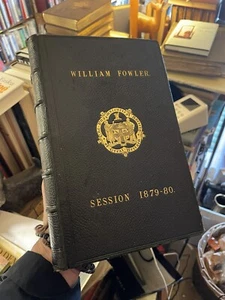 WILLIAM FOWLER.
SESSION 1879-80.